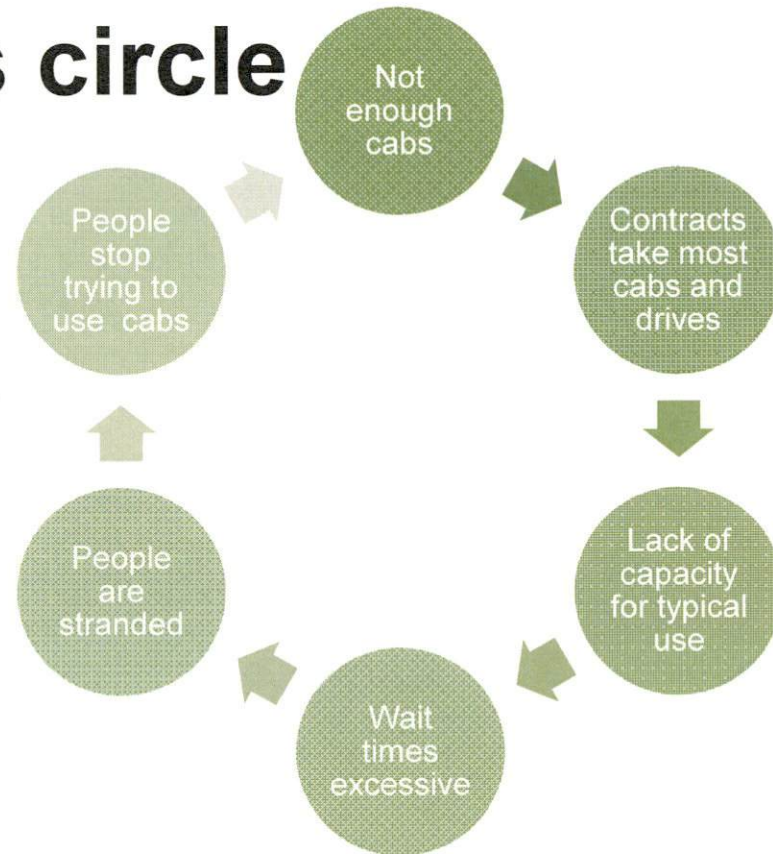 s circle
Not
enough
cabs
Contracts
take most
cabs and
drives
Lack of
capacity
for typical
use
Wait
times
excessive
People
are
stranded
People
stop
trying to
use cabs